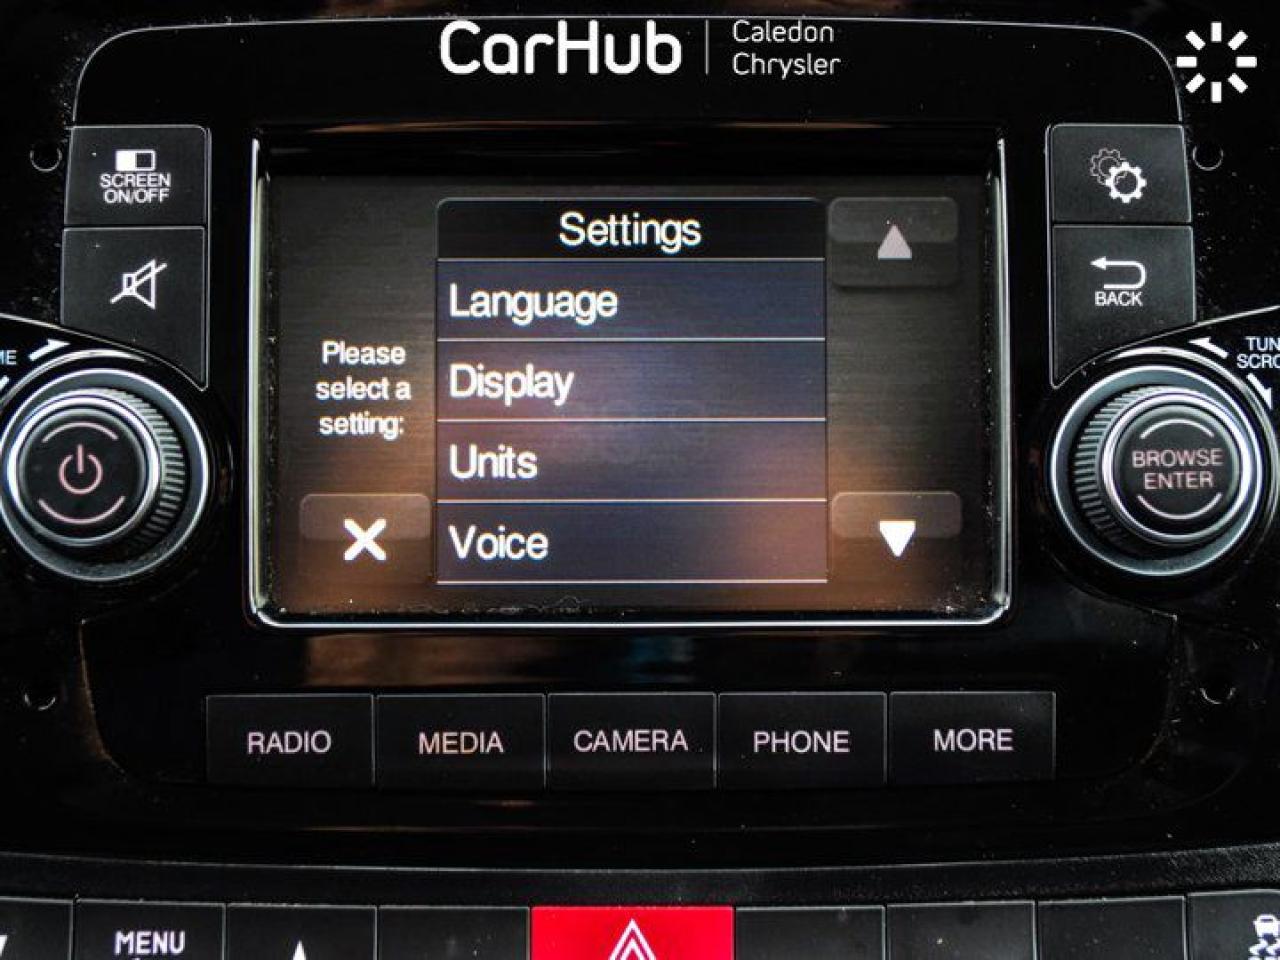 CarHub
Caledon
Chrysler
SCREEN
ON/OFF
Settings
Language
Display
Units
Voice
Please
select a
setting:
BACK
BROWSE
ENTER
RADIO
MEDIA
CAMERA
PHONE
MORE
MENU